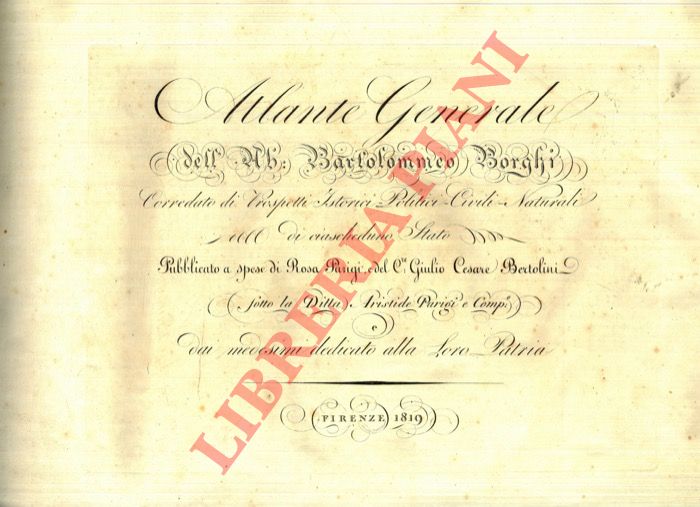 Atlante Generale
dell' Ab: Bartolommeo Borghi
Corredato di Prospetti Istorici-Politici-Civili-Naturali
di ciascheduno Stato
Pubblicato a spese di Rosa Parigi, e del C.re Giulio Cesare Bertolini
sotto la Ditta Aristide Parigi e Comp.i
e
dai medesimi dedicato alla Loro Patria
FIRENZE 1819
LIBRERIA PIANI